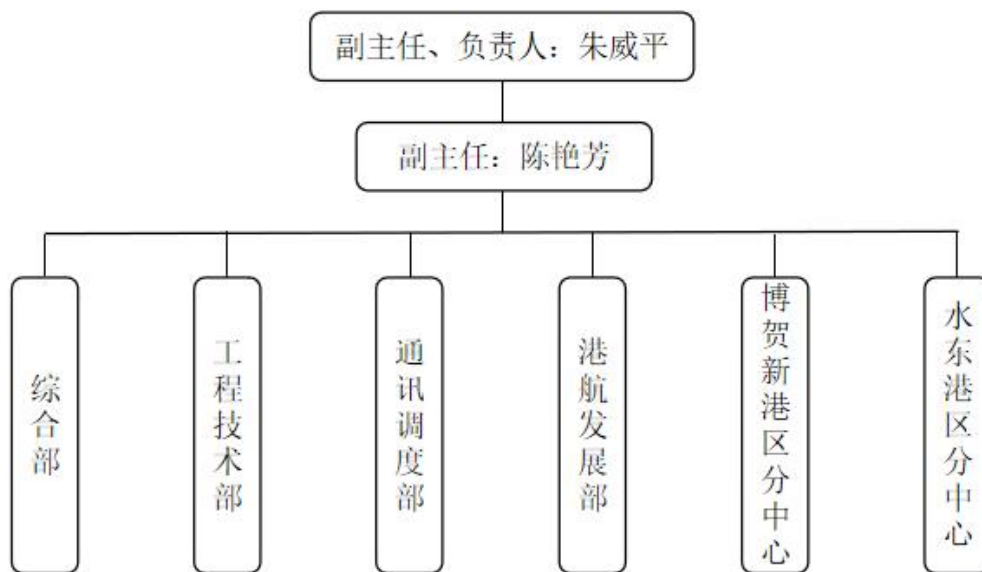 副主任、负责人：朱威平
副主任：陈艳芳
综合部
工程技术部
通讯调度部
港航发展部
博贺新港区分中心
水东港区分中心